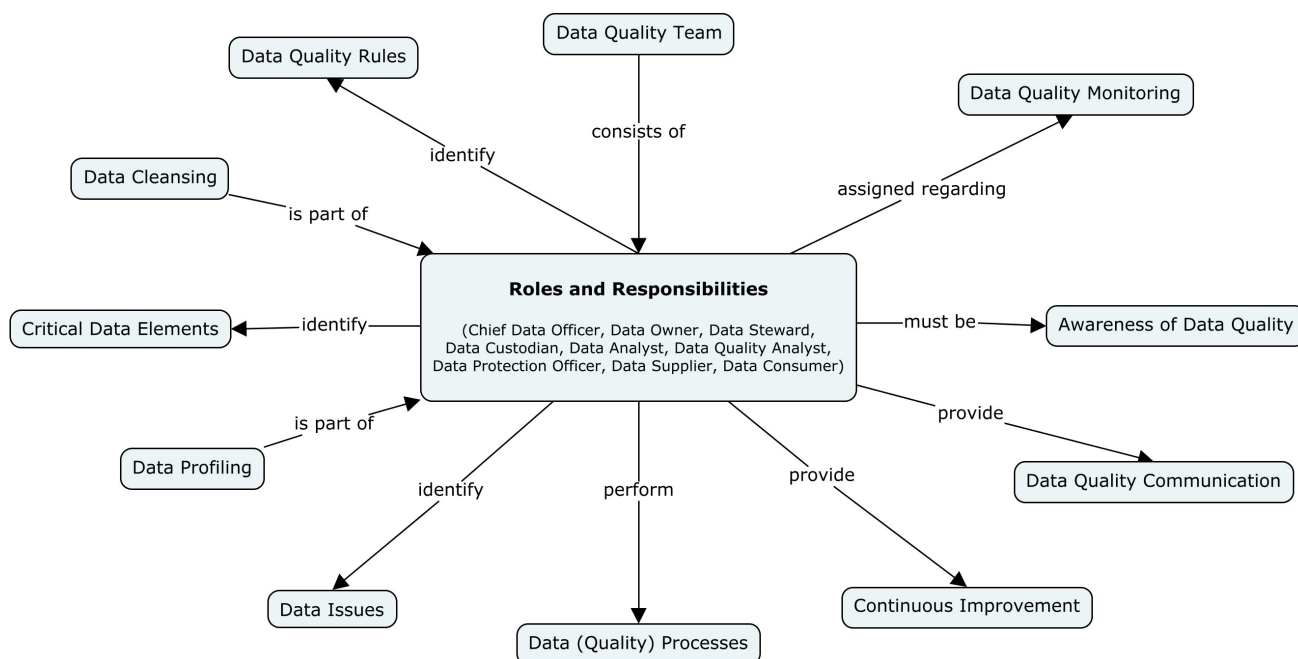 Data Quality Team
Data Quality Rules
Data Quality Monitoring
consists of
identify
Data Cleansing
assigned regarding
is part of
Roles and Responsibilities
(Chief Data Officer, Data Owner, Data Steward,
Data Custodian, Data Analyst, Data Quality Analyst,
Data Protection Officer, Data Supplier, Data Consumer)
Critical Data Elements
identify
must be
Awareness of Data Quality
is part of
provide
Data Profiling
Data Quality Communication
identify
perform
provide
Data Issues
Continuous Improvement
Data (Quality) Processes